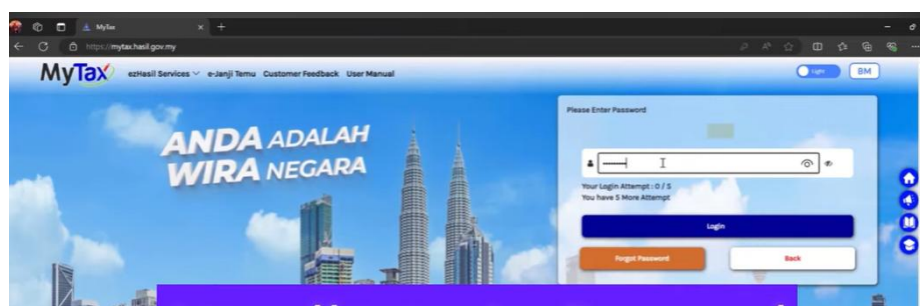 MyTax
https://mytax.hasil.gov.my
MyTax
ezHasil Services
e-Janji Temu
Customer Feedback
User Manual
Light
BM
ANDA ADALAH
WIRA NEGARA
Please Enter Password
Your Login Attempt : 0 / 5
You have 5 More Attempt
Login
Forgot Password
Back